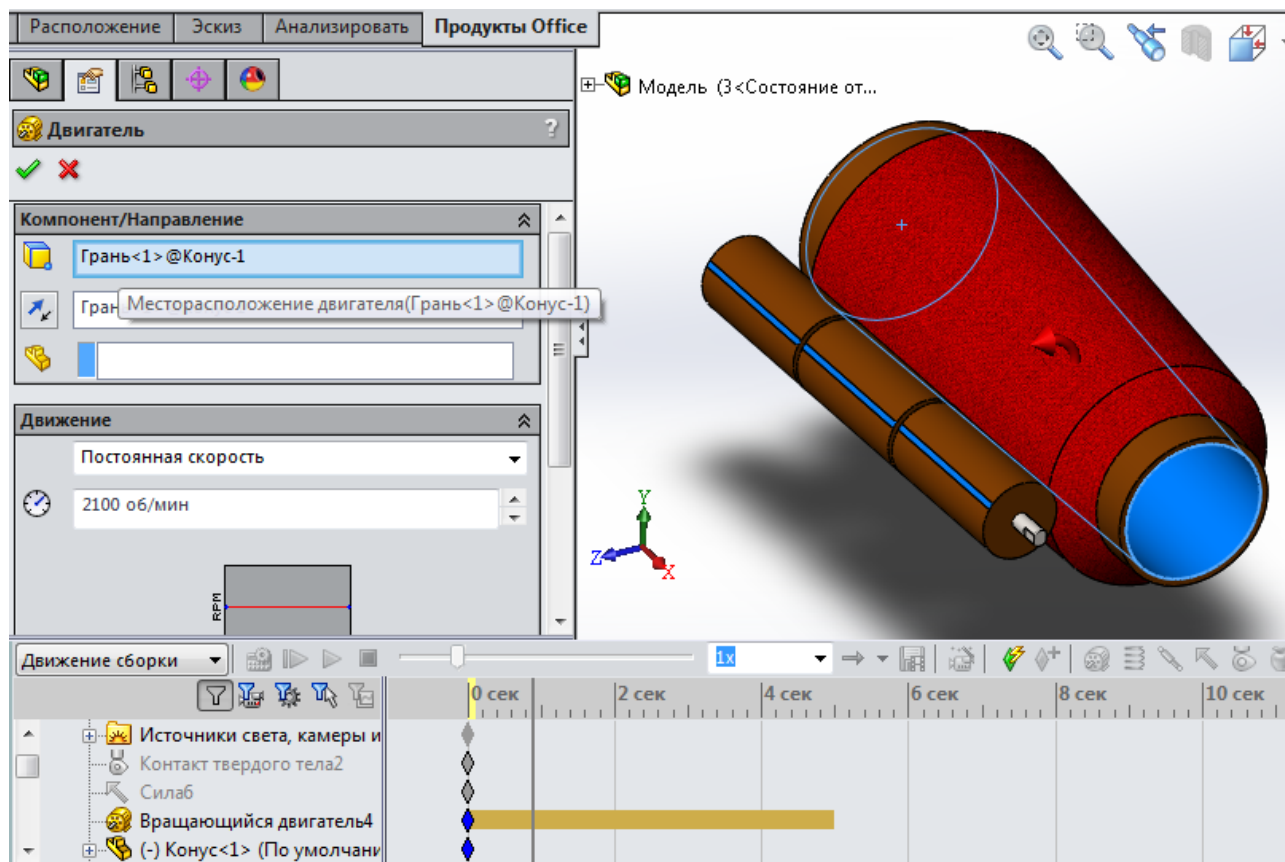 Расположение Эскиз Анализировать Продукты Office
Модель (3<Состояние от...
Двигатель ?
Компонент/Направление
Грань<1>@Конус-1
Гран
Месторасположение двигателя(Грань<1>@Конус-1)
Движение
Постоянная скорость
2100 об/мин
RPM
Y
Z
X
Движение сборки 1x
0 сек 2 сек 4 сек 6 сек 8 сек 10 сек
Источники света, камеры и
Контакт твердого тела2
Сила6
Вращающийся двигатель4
(-) Конус<1> (По умолчани